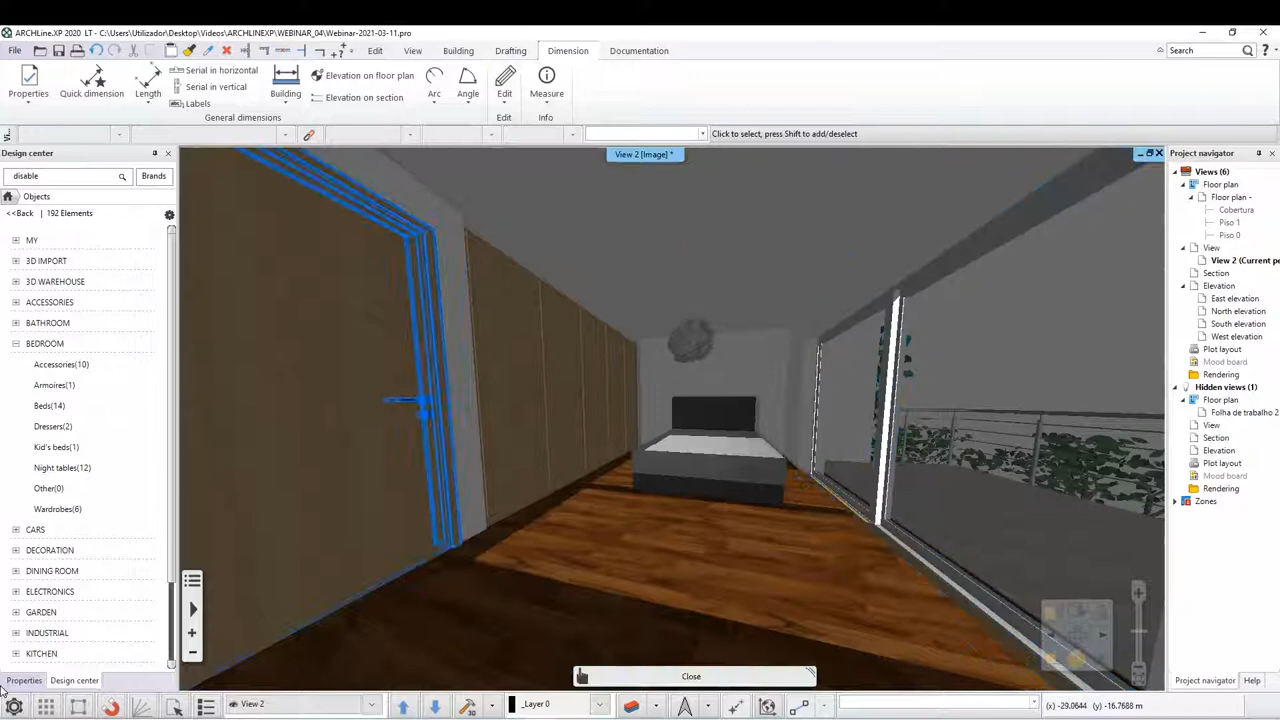 ARCHLine.XP 2020 LT - C:\Users\Utilizador\Desktop\Videos\ARCHLINEXP\WEBINAR_04\Webinar-2021-03-11.pro
File
Edit
View
Building
Drafting
Dimension
Documentation
Search
Properties
Quick dimension
Length
Serial in horizontal
Serial in vertical
Labels
Building
Elevation on floor plan
Elevation on section
Arc
Angle
Edit
Measure
General dimensions
Edit
Info
Click to select, press Shift to add/deselect
Design center
disable
Brands
Objects
<<Back
192 Elements
MY
3D IMPORT
3D WAREHOUSE
ACCESSORIES
BATHROOM
BEDROOM
Accessories(10)
Armoires(1)
Beds(14)
Dressers(2)
Kid's beds(1)
Night tables(12)
Other(0)
Wardrobes(6)
CARS
DECORATION
DINING ROOM
ELECTRONICS
GARDEN
INDUSTRIAL
KITCHEN
Properties
Design center
View 2 [Image] *
Close
Project navigator
Views (6)
Floor plan
Floor plan -
Cobertura
Piso 1
Piso 0
View
View 2 (Current pe
Section
Elevation
East elevation
North elevation
South elevation
West elevation
Plot layout
Mood board
Rendering
Hidden views (1)
Floor plan
Folha de trabalho 2
View
Section
Elevation
Plot layout
Mood board
Rendering
Zones
Project navigator
Help
View 2
_Layer 0
(x) -29.0644 (y) -16.7688 m